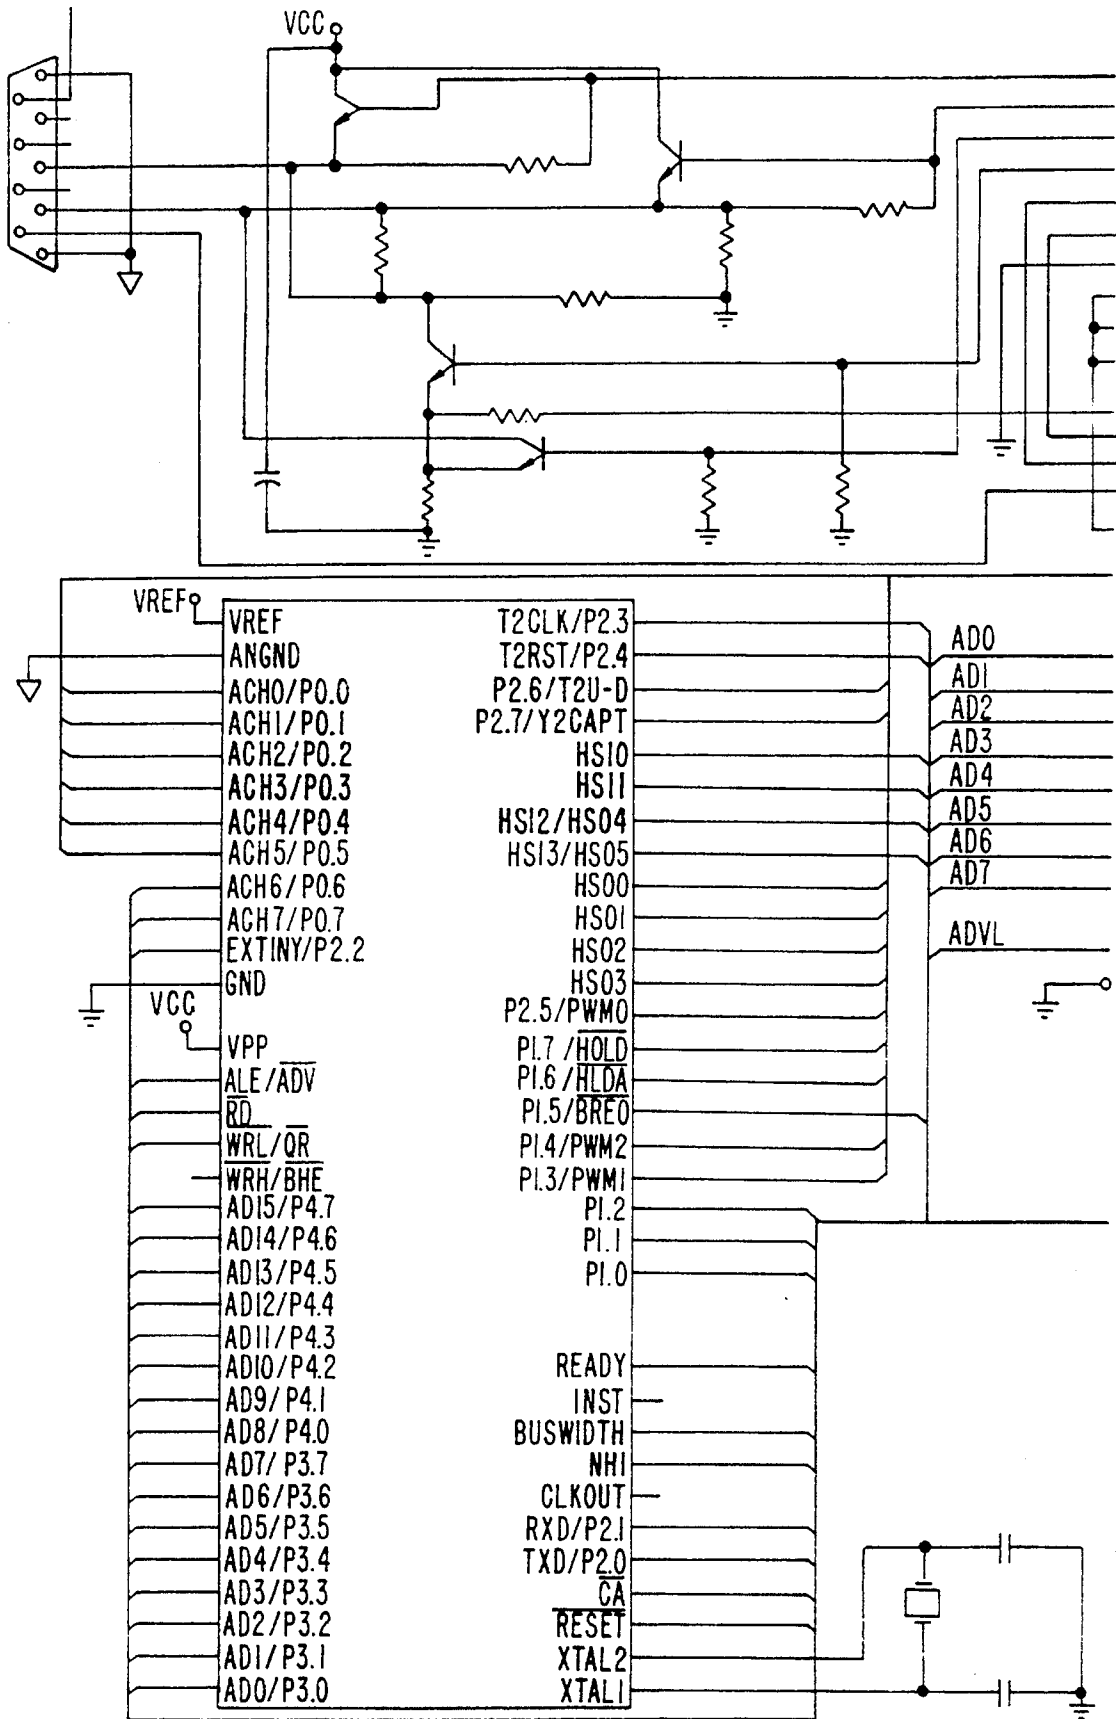 VCC
VREF
VREF
ANGND
ACH0/P0.0
ACH1/P0.1
ACH2/P0.2
ACH3/P0.3
ACH4/P0.4
ACH5/P0.5
ACH6/P0.6
ACH7/P0.7
EXTINY/P2.2
GND
VCC
VPP
ALE/ADV
RD
WRL/QR
WRH/BHE
AD15/P4.7
AD14/P4.6
AD13/P4.5
AD12/P4.4
AD11/P4.3
AD10/P4.2
AD9/P4.1
AD8/P4.0
AD7/P3.7
AD6/P3.6
AD5/P3.5
AD4/P3.4
AD3/P3.3
AD2/P3.2
AD1/P3.1
AD0/P3.0
T2CLK/P2.3
T2RST/P2.4
P2.6/T2U-D
P2.7/Y2CAPT
HSI0
HSI1
HSI2/HSO4
HSI3/HSO5
HSO0
HSO1
HSO2
HSO3
P2.5/PWM0
P1.7/HOLD
P1.6/HLDA
P1.5/BREQ
P1.4/PWM2
P1.3/PWM1
P1.2
P1.1
P1.0
READY
INST
BUSWIDTH
NHI
CLKOUT
RXD/P2.1
TXD/P2.0
CA
RESET
XTAL2
XTAL1
AD0
AD1
AD2
AD3
AD4
AD5
AD6
AD7
ADVL